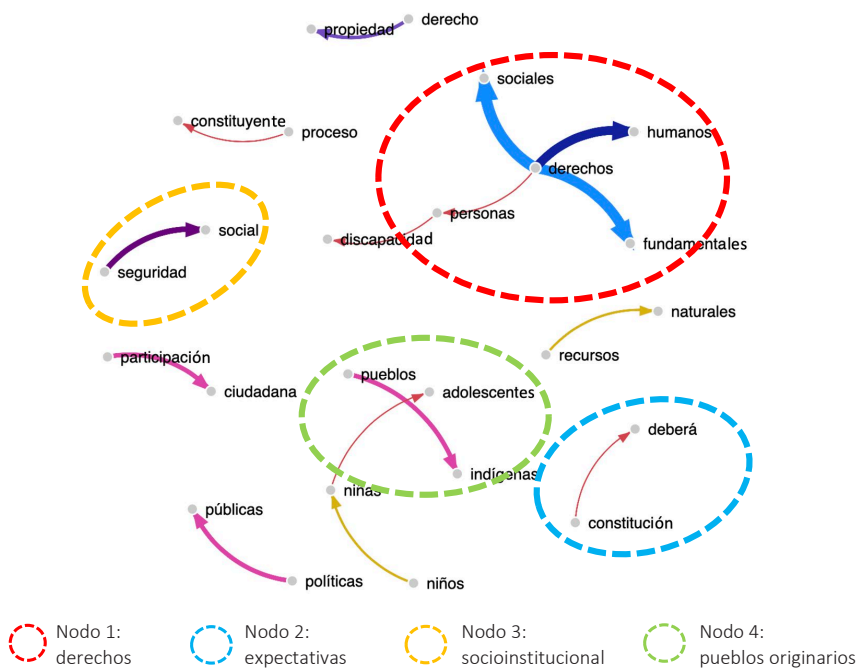 derecho
propiedad
sociales
constituyente
proceso
humanos
derechos
personas
social
discapacidad
fundamentales
seguridad
naturales
participación
recursos
pueblos
ciudadana
adolescentes
deberá
indígenas
niñas
públicas
constitución
políticas
niños
Nodo 1:
derechos
Nodo 2:
expectativas
Nodo 3:
socioinstitucional
Nodo 4:
pueblos originarios